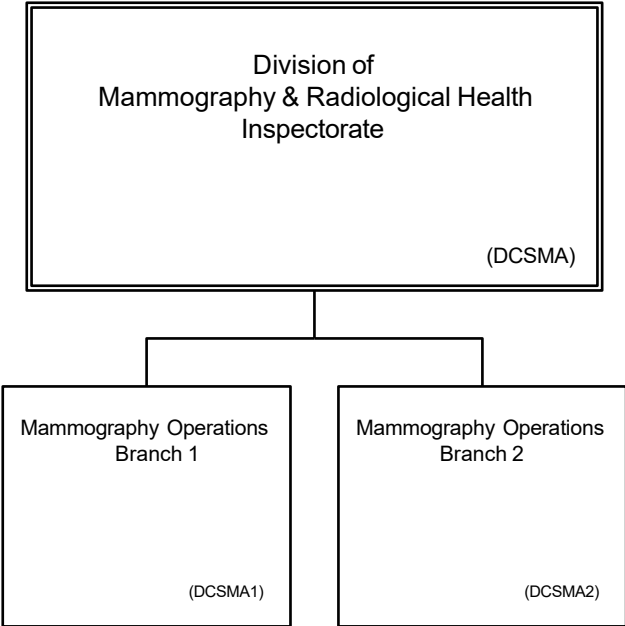 Division of
Mammography & Radiological Health
Inspectorate
(DCSMA)
Mammography Operations
Branch 1
(DCSMA1)
Mammography Operations
Branch 2
(DCSMA2)